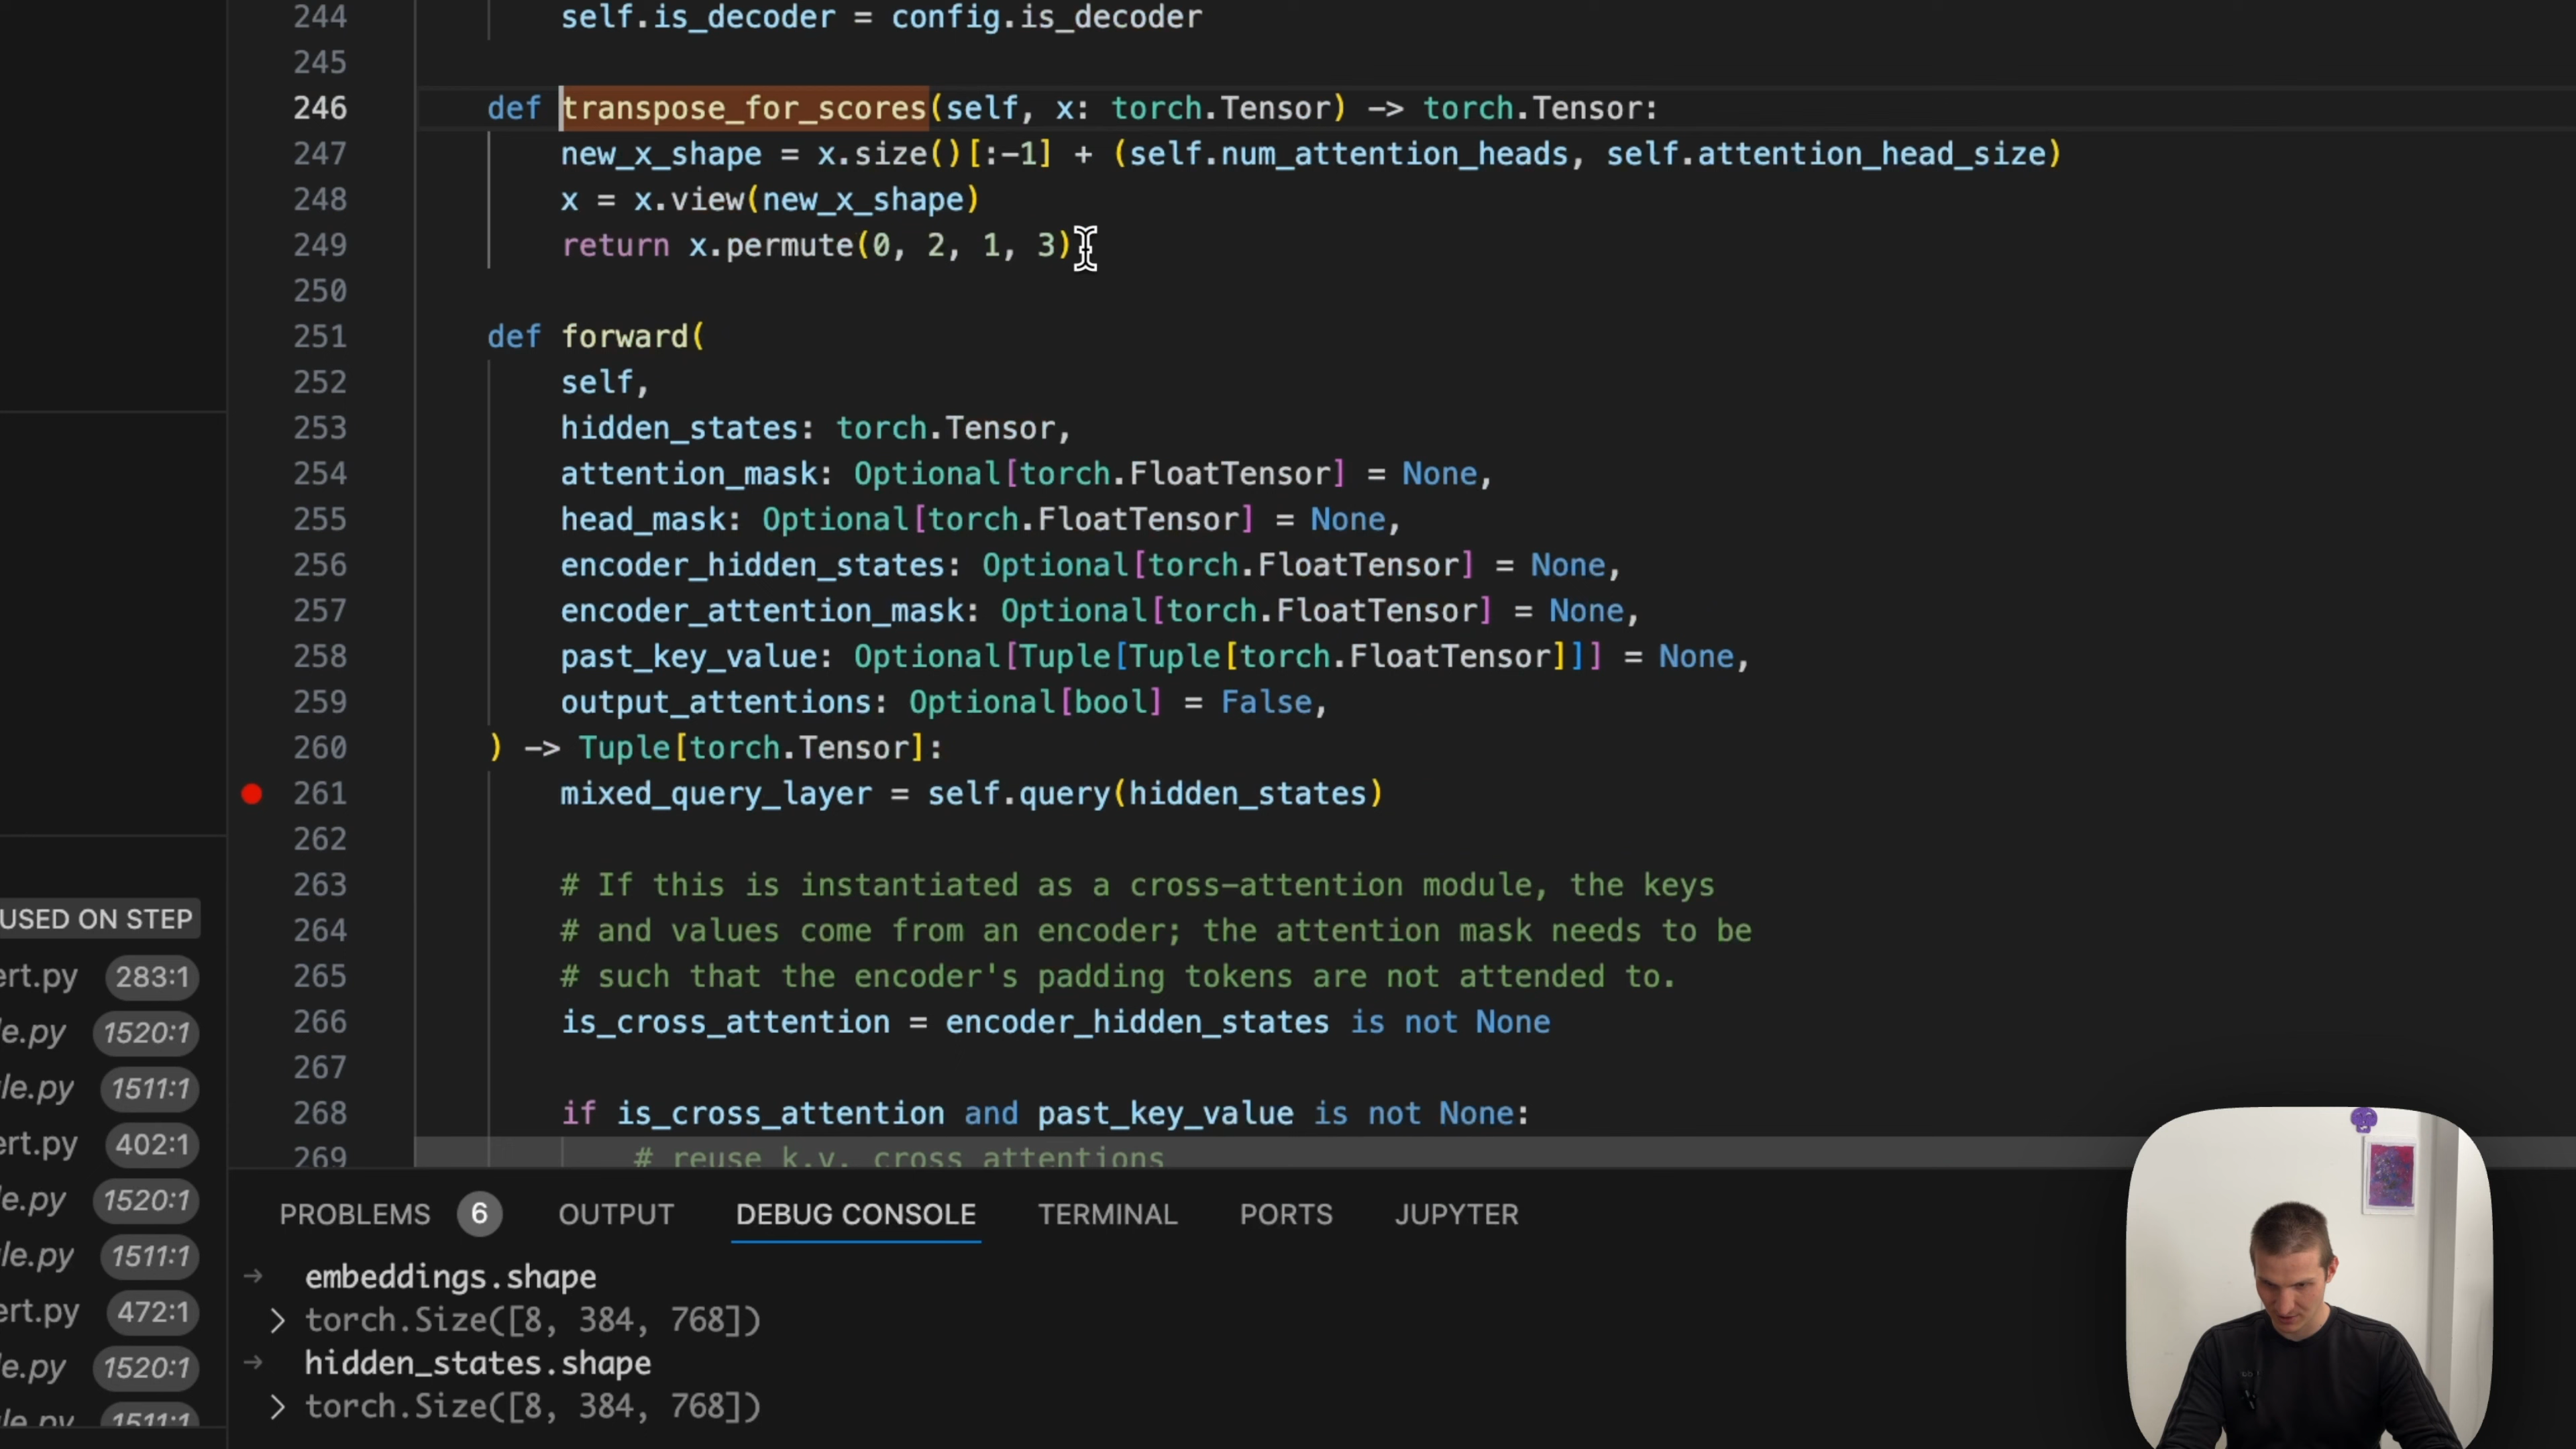 244 self.is_decoder = config.is_decoder
245
246 def transpose_for_scores(self, x: torch.Tensor) -> torch.Tensor:
247 new_x_shape = x.size()[:-1] + (self.num_attention_heads, self.attention_head_size)
248 x = x.view(new_x_shape)
249 return x.permute(0, 2, 1, 3)
250
251 def forward(
252 self,
253 hidden_states: torch.Tensor,
254 attention_mask: Optional[torch.FloatTensor] = None,
255 head_mask: Optional[torch.FloatTensor] = None,
256 encoder_hidden_states: Optional[torch.FloatTensor] = None,
257 encoder_attention_mask: Optional[torch.FloatTensor] = None,
258 past_key_value: Optional[Tuple[Tuple[torch.FloatTensor]]] = None,
259 output_attentions: Optional[bool] = False,
260 ) -> Tuple[torch.Tensor]:
261 mixed_query_layer = self.query(hidden_states)
262
263 # If this is instantiated as a cross-attention module, the keys
264 # and values come from an encoder; the attention mask needs to be
265 # such that the encoder's padding tokens are not attended to.
266 is_cross_attention = encoder_hidden_states is not None
267
268 if is_cross_attention and past_key_value is not None:
269 # reuse k,v, cross_attentions
USED ON STEP
ert.py 283:1
le.py 1520:1
le.py 1511:1
ert.py 402:1
le.py 1520:1
le.py 1511:1
ert.py 472:1
le.py 1520:1
le.py 1511:1
PROBLEMS 6 OUTPUT DEBUG CONSOLE TERMINAL PORTS JUPYTER
→ embeddings.shape
> torch.Size([8, 384, 768])
→ hidden_states.shape
> torch.Size([8, 384, 768])